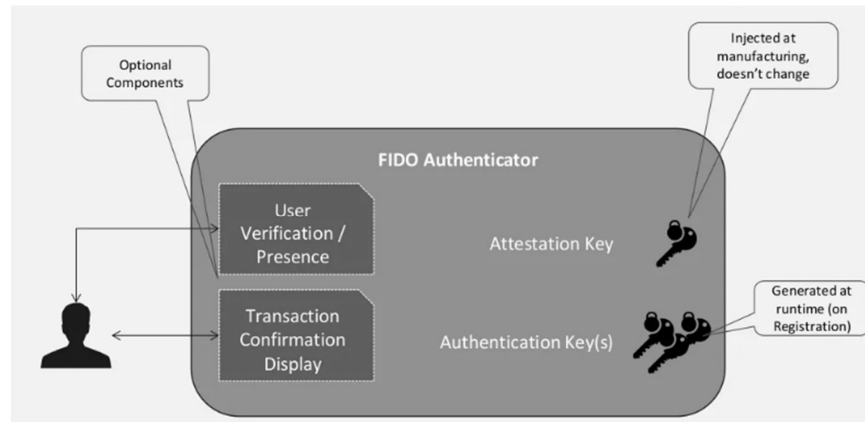 Optional
Components
Injected at
manufacturing,
doesn't change
FIDO Authenticator
User
Verification /
Presence
Attestation Key
Transaction
Confirmation
Display
Authentication Key(s)
Generated at
runtime (on
Registration)